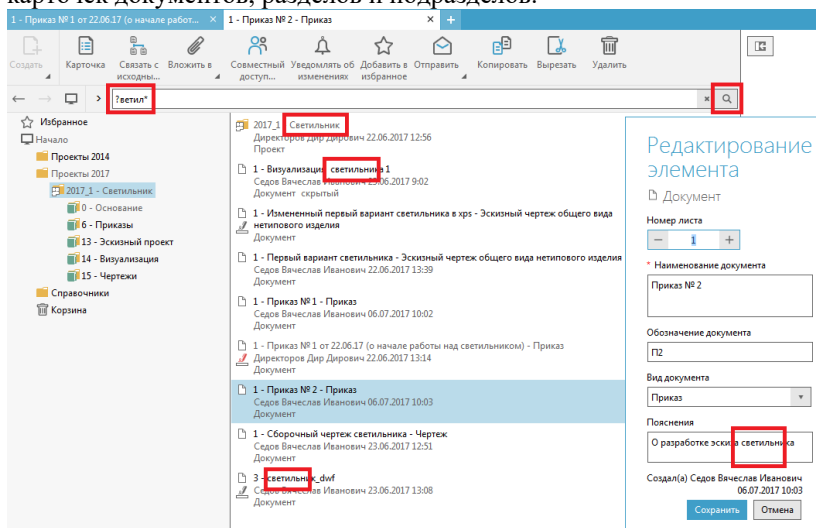 карточек документов, разделов и подразделов.
1 - Приказ № 1 от 22.06.17 (о начале работ... ×
1 - Приказ № 2 - Приказ × +
Создать
Карточка
Связать с исходны...
Вложить в
Совместный доступ...
Уведомлять об изменениях
Добавить в избранное
Отправить
Копировать
Вырезать
Удалить
?ветил*
Избранное
Начало
Проекты 2014
Проекты 2017
2017_1 - Светильник
0 - Основание
6 - Приказы
13 - Эскизный проект
14 - Визуализация
15 - Чертежи
Справочники
Корзина
2017_1 Светильник
Директоров Дир Дирович 22.06.2017 12:56
Проект
1 - Визуализация светильника 1
Седов Вячеслав Иванович 23.06.2017 9:02
Документ скрытый
1 - Измененный первый вариант светильника в xps - Эскизный чертеж общего вида
нетипового изделия
Документ
1 - Первый вариант светильника - Эскизный чертеж общего вида нетипового изделия
Седов Вячеслав Иванович 22.06.2017 13:39
Документ
1 - Приказ № 1 - Приказ
Седов Вячеслав Иванович 06.07.2017 10:02
Документ
1 - Приказ № 1 от 22.06.17 (о начале работы над светильником) - Приказ
Директоров Дир Дирович 22.06.2017 13:14
Документ
1 - Приказ № 2 - Приказ
Седов Вячеслав Иванович 06.07.2017 10:03
Документ
1 - Сборочный чертеж светильника - Чертеж
Седов Вячеслав Иванович 23.06.2017 12:51
Документ
3 - светильник_dwf
Седов Вячеслав Иванович 23.06.2017 13:08
Документ
Редактирование
элемента
Документ
Номер листа
− 1 +
* Наименование документа
Приказ № 2
Обозначение документа
П2
Вид документа
Приказ
Пояснения
О разработке эскиза светильника
Создал(а) Седов Вячеслав Иванович
06.07.2017 10:03
Сохранить Отмена